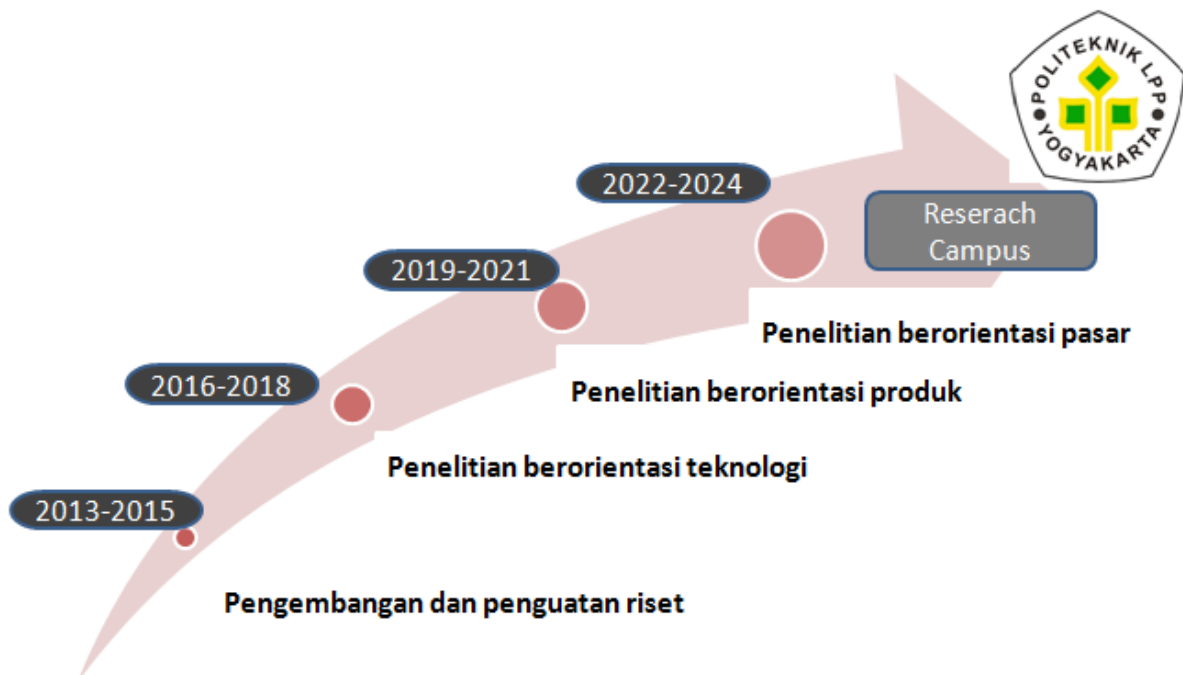 POLITEKNIK LPP
YOGYAKARTA
2022-2024
Reserach
Campus
2019-2021
Penelitian berorientasi pasar
2016-2018
Penelitian berorientasi produk
Penelitian berorientasi teknologi
2013-2015
Pengembangan dan penguatan riset